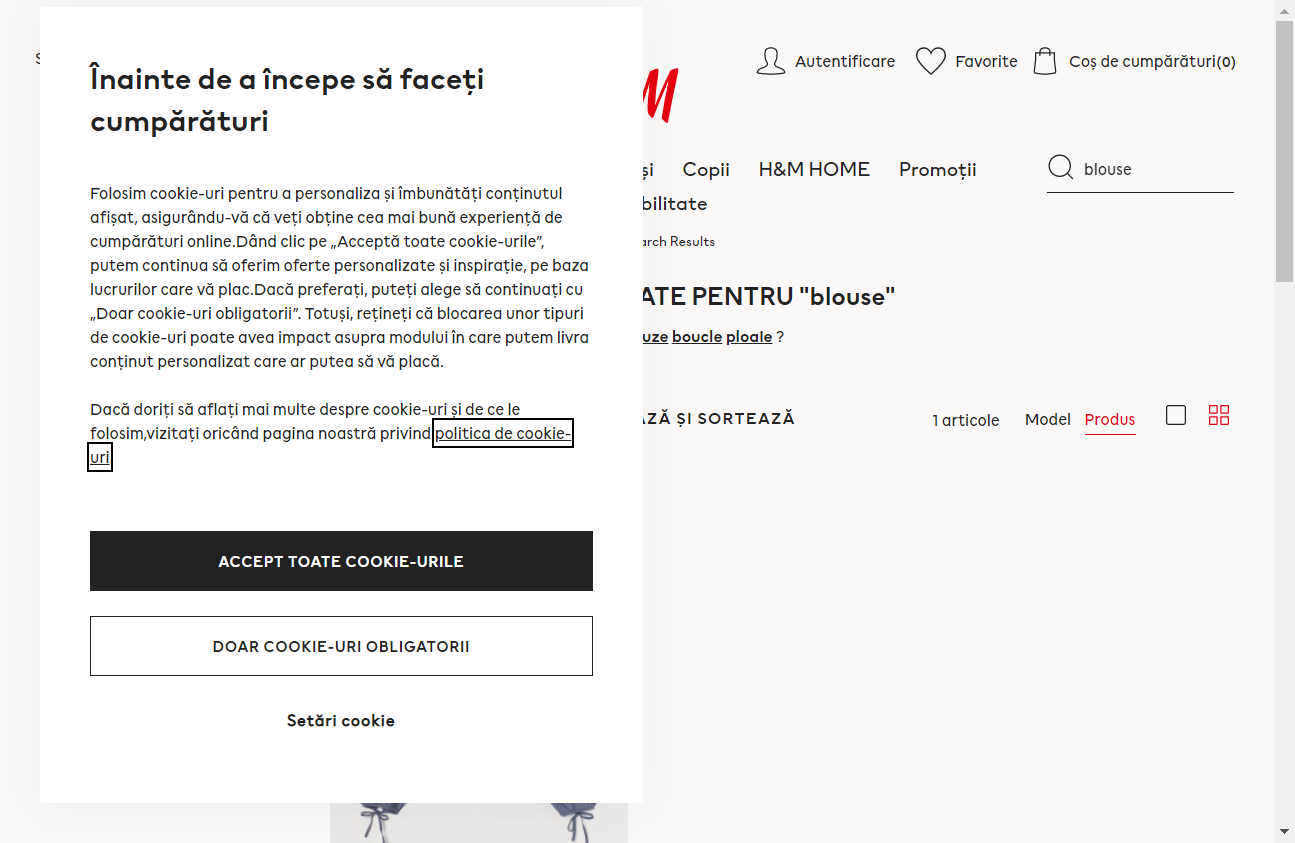 Înainte de a începe să faceți
cumpărături
Folosim cookie-uri pentru a personaliza și îmbunătăți conținutul
afișat, asigurându-vă că veți obține cea mai bună experiență de
cumpărături online.Dând clic pe „Acceptă toate cookie-urile”,
putem continua să oferim oferte personalizate și inspirație, pe baza
lucrurilor care vă plac.Dacă preferați, puteți alege să continuați cu
„Doar cookie-uri obligatorii”. Totuși, rețineți că blocarea unor tipuri
de cookie-uri poate avea impact asupra modului în care putem livra
conținut personalizat care ar putea să vă placă.
Dacă doriți să aflați mai multe despre cookie-uri și de ce le
folosim,vizitați oricând pagina noastră privind politica de cookie-
uri
ACCEPT TOATE COOKIE-URILE
DOAR COOKIE-URI OBLIGATORII
Setări cookie
Autentificare Favorite Coș de cumpărături(0)
M
și Copii H&M HOME Promoții blouse
bilitate
arch Results
ATE PENTRU "blouse"
uze boucle ploale ?
AZĂ ȘI SORTEAZĂ 1 articole Model Produs